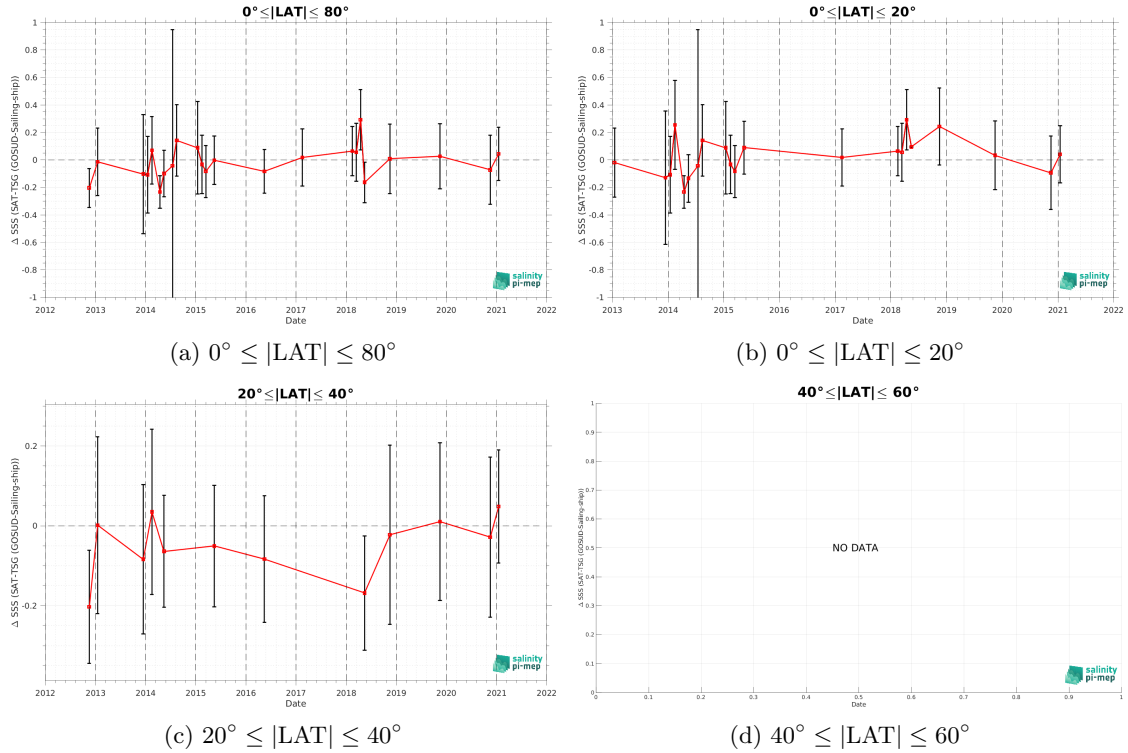 0°≤|LAT|≤ 80°
1
0.8
0.6
0.4
0.2
0
-0.2
-0.4
-0.6
-0.8
-1
Δ SSS (SAT-TSG (GOSUD-Sailing-ship))
2012 2013 2014 2015 2016 2017 2018 2019 2020 2021 2022
Date
salinity
pi-mep
(a) 0° ≤ |LAT| ≤ 80°
0°≤|LAT|≤ 20°
1
0.8
0.6
0.4
0.2
0
-0.2
-0.4
-0.6
-0.8
-1
Δ SSS (SAT-TSG (GOSUD-Sailing-ship))
2013 2014 2015 2016 2017 2018 2019 2020 2021 2022
Date
salinity
pi-mep
(b) 0° ≤ |LAT| ≤ 20°
20°≤|LAT|≤ 40°
0.2
0
-0.2
Δ SSS (SAT-TSG (GOSUD-Sailing-ship))
2012 2013 2014 2015 2016 2017 2018 2019 2020 2021 2022
Date
salinity
pi-mep
(c) 20° ≤ |LAT| ≤ 40°
40°≤|LAT|≤ 60°
1
0.9
0.8
0.7
0.6
0.5
0.4
0.3
0.2
0.1
0
Δ SSS (SAT-TSG (GOSUD-Sailing-ship))
NO DATA
0 0.1 0.2 0.3 0.4 0.5 0.6 0.7 0.8 0.9 1
Date
salinity
pi-mep
(d) 40° ≤ |LAT| ≤ 60°